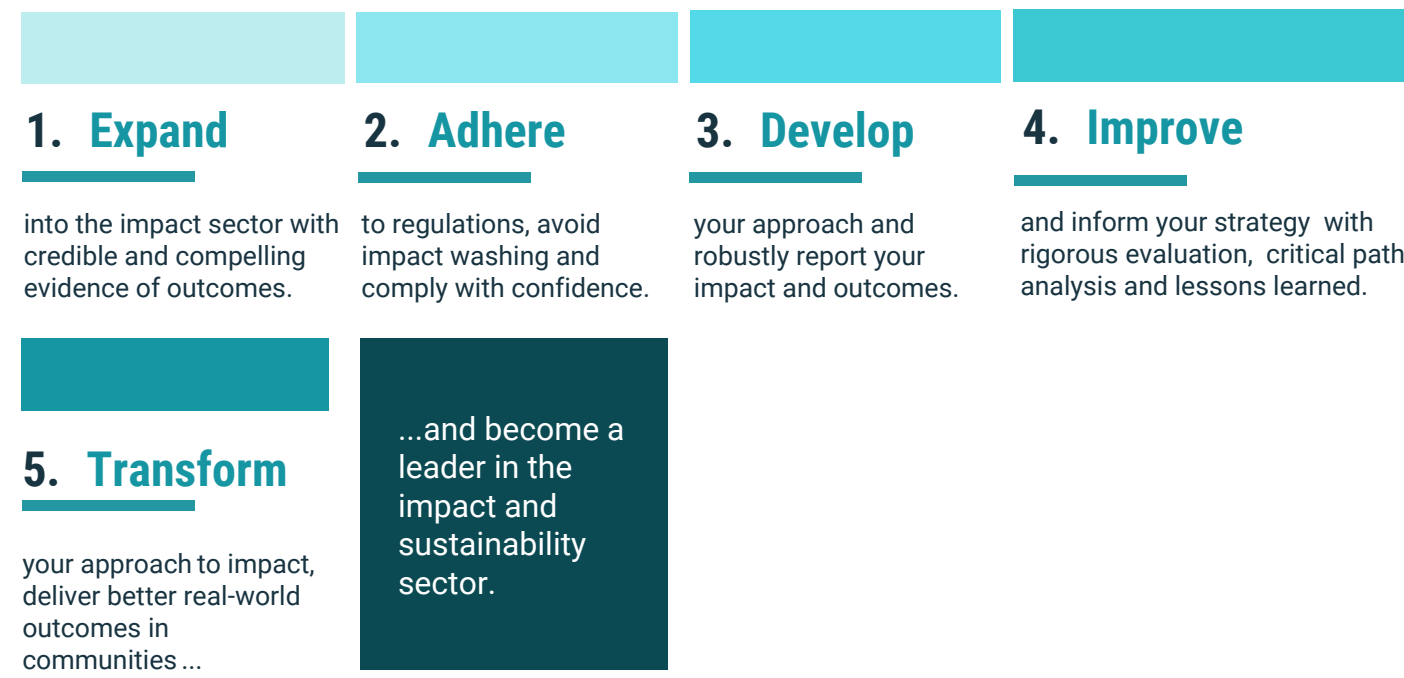 1. Expand
into the impact sector with
credible and compelling
evidence of outcomes.
2. Adhere
to regulations, avoid
impact washing and
comply with confidence.
3. Develop
your approach and
robustly report your
impact and outcomes.
4. Improve
and inform your strategy  with
rigorous evaluation,  critical path
analysis and lessons learned.
5. Transform
your approach to impact,
deliver better real-world
outcomes in
communities ...
...and become a
leader in the
impact and
sustainability
sector.